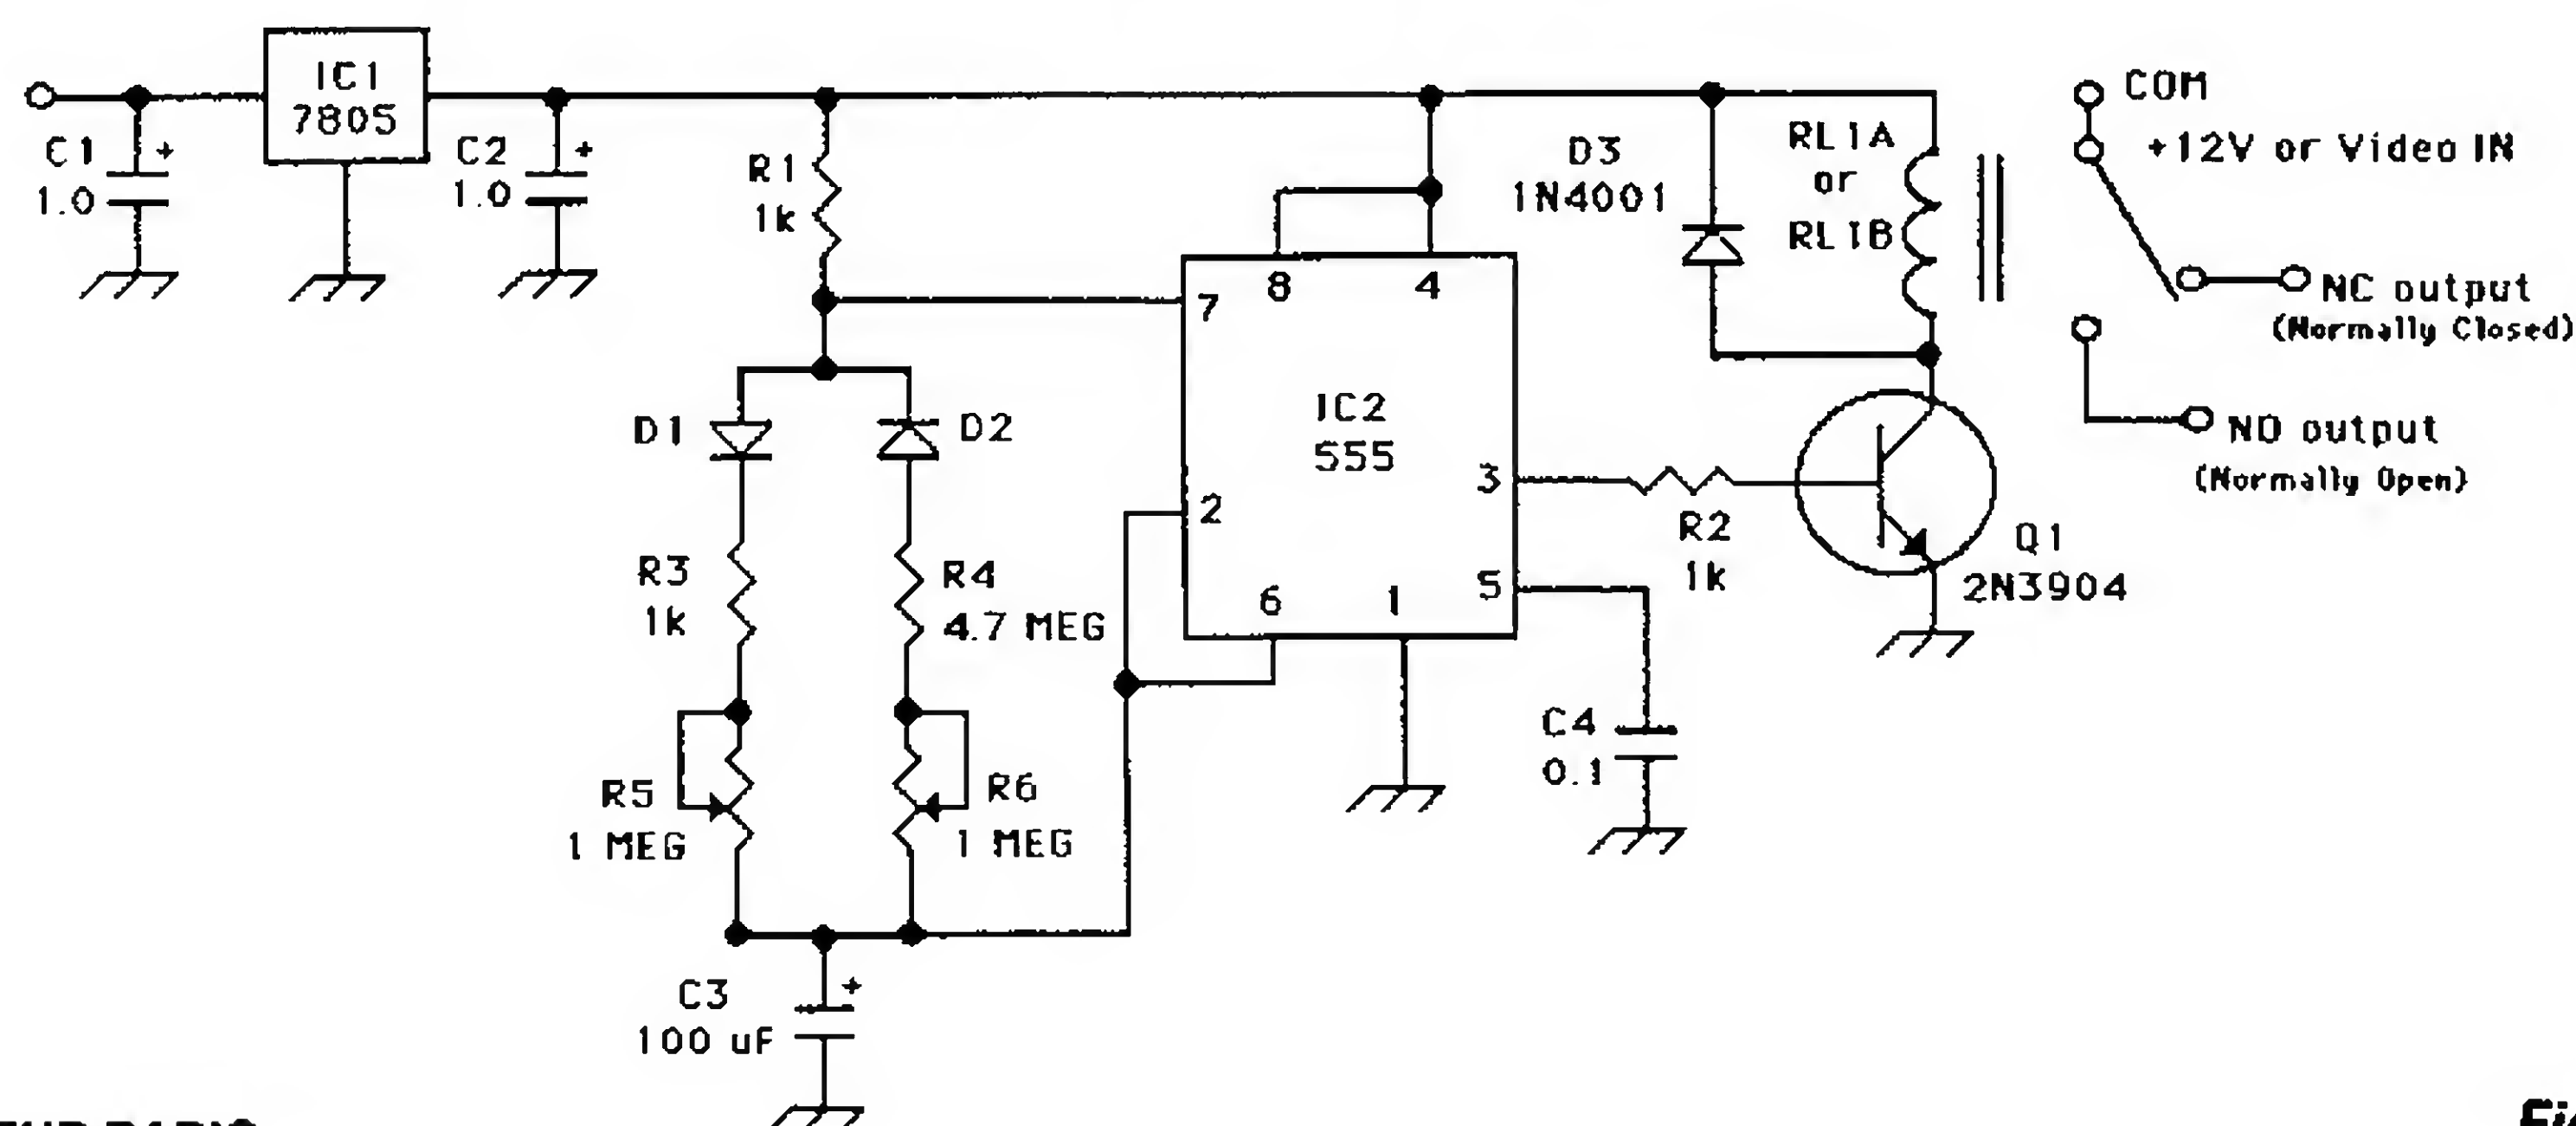 IC1
7805
C1
1.0
C2
1.0
R1
1k
D3
1N4001
RL1A
or
RL1B
COM
+12V or Video IN
NC output
(Normally Closed)
NO output
(Normally Open)
8
4
7
2
6
1
3
5
IC2
555
D1
D2
R3
1k
R4
4.7 MEG
R5
1 MEG
R6
1 MEG
R2
1k
Q1
2N3904
C4
0.1
C3
100 uF